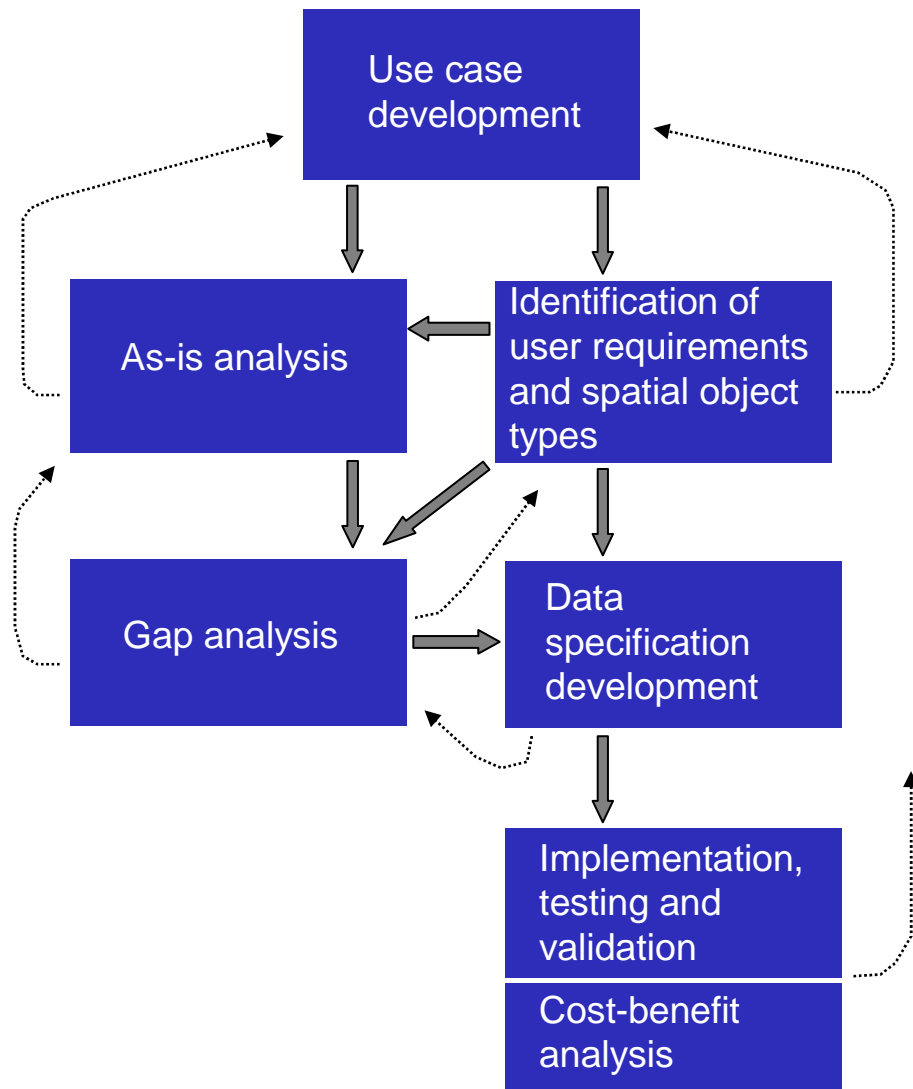 Use case
development
As-is analysis
Identification of
user requirements
and spatial object
types
Gap analysis
Data
specification
development
Implementation,
testing and
validation
Cost-benefit
analysis